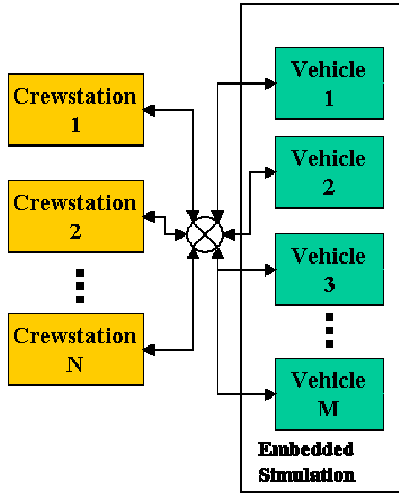 Crewstation
1
Crewstation
2
Crewstation
N
Vehicle
1
Vehicle
2
Vehicle
3
Vehicle
M
Embedded
Simulation